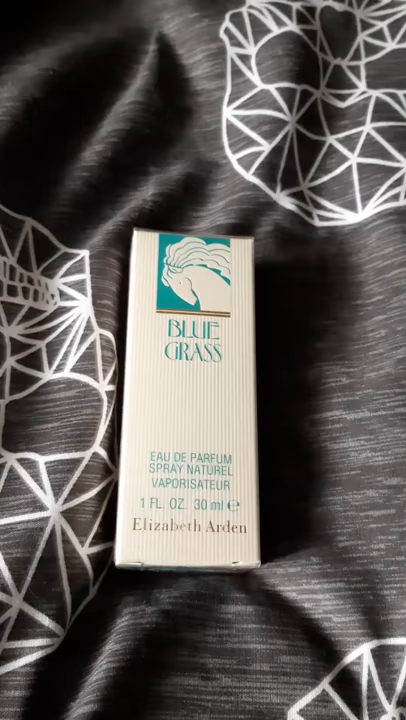 BLUE
GRASS
EAU DE PARFUM
SPRAY NATUREL
VAPORISATEUR
1 FL. OZ. 30 ml ℮
Elizabeth Arden